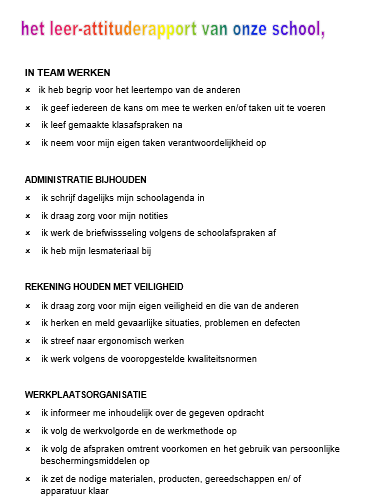 het leer-attituderapport van onze school,
IN TEAM WERKEN
× ik heb begrip voor het leertempo van de anderen
× ik geef iedereen de kans om mee te werken en/of taken uit te voeren
× ik leef gemaakte klasafspraken na
× ik neem voor mijn eigen taken verantwoordelijkheid op
ADMINISTRATIE BIJHOUDEN
× ik schrijf dagelijks mijn schoolagenda in
× ik draag zorg voor mijn notities
× ik werk de briefwissseling volgens de schoolafspraken af
× ik heb mijn lesmateriaal bij
REKENING HOUDEN MET VEILIGHEID
× ik draag zorg voor mijn eigen veiligheid en die van de anderen
× ik herken en meld gevaarlijke situaties, problemen en defecten
× ik streef naar ergonomisch werken
× ik werk volgens de vooropgestelde kwaliteitsnormen
WERKPLAATSORGANISATIE
× ik informeer me inhoudelijk over de gegeven opdracht
× ik volg de werkvolgorde en de werkmethode op
× ik volg de afspraken omtrent voorkomen en het gebruik van persoonlijke
beschermingsmiddelen op
× ik zet de nodige materialen, producten, gereedschappen en/ of
apparatuur klaar